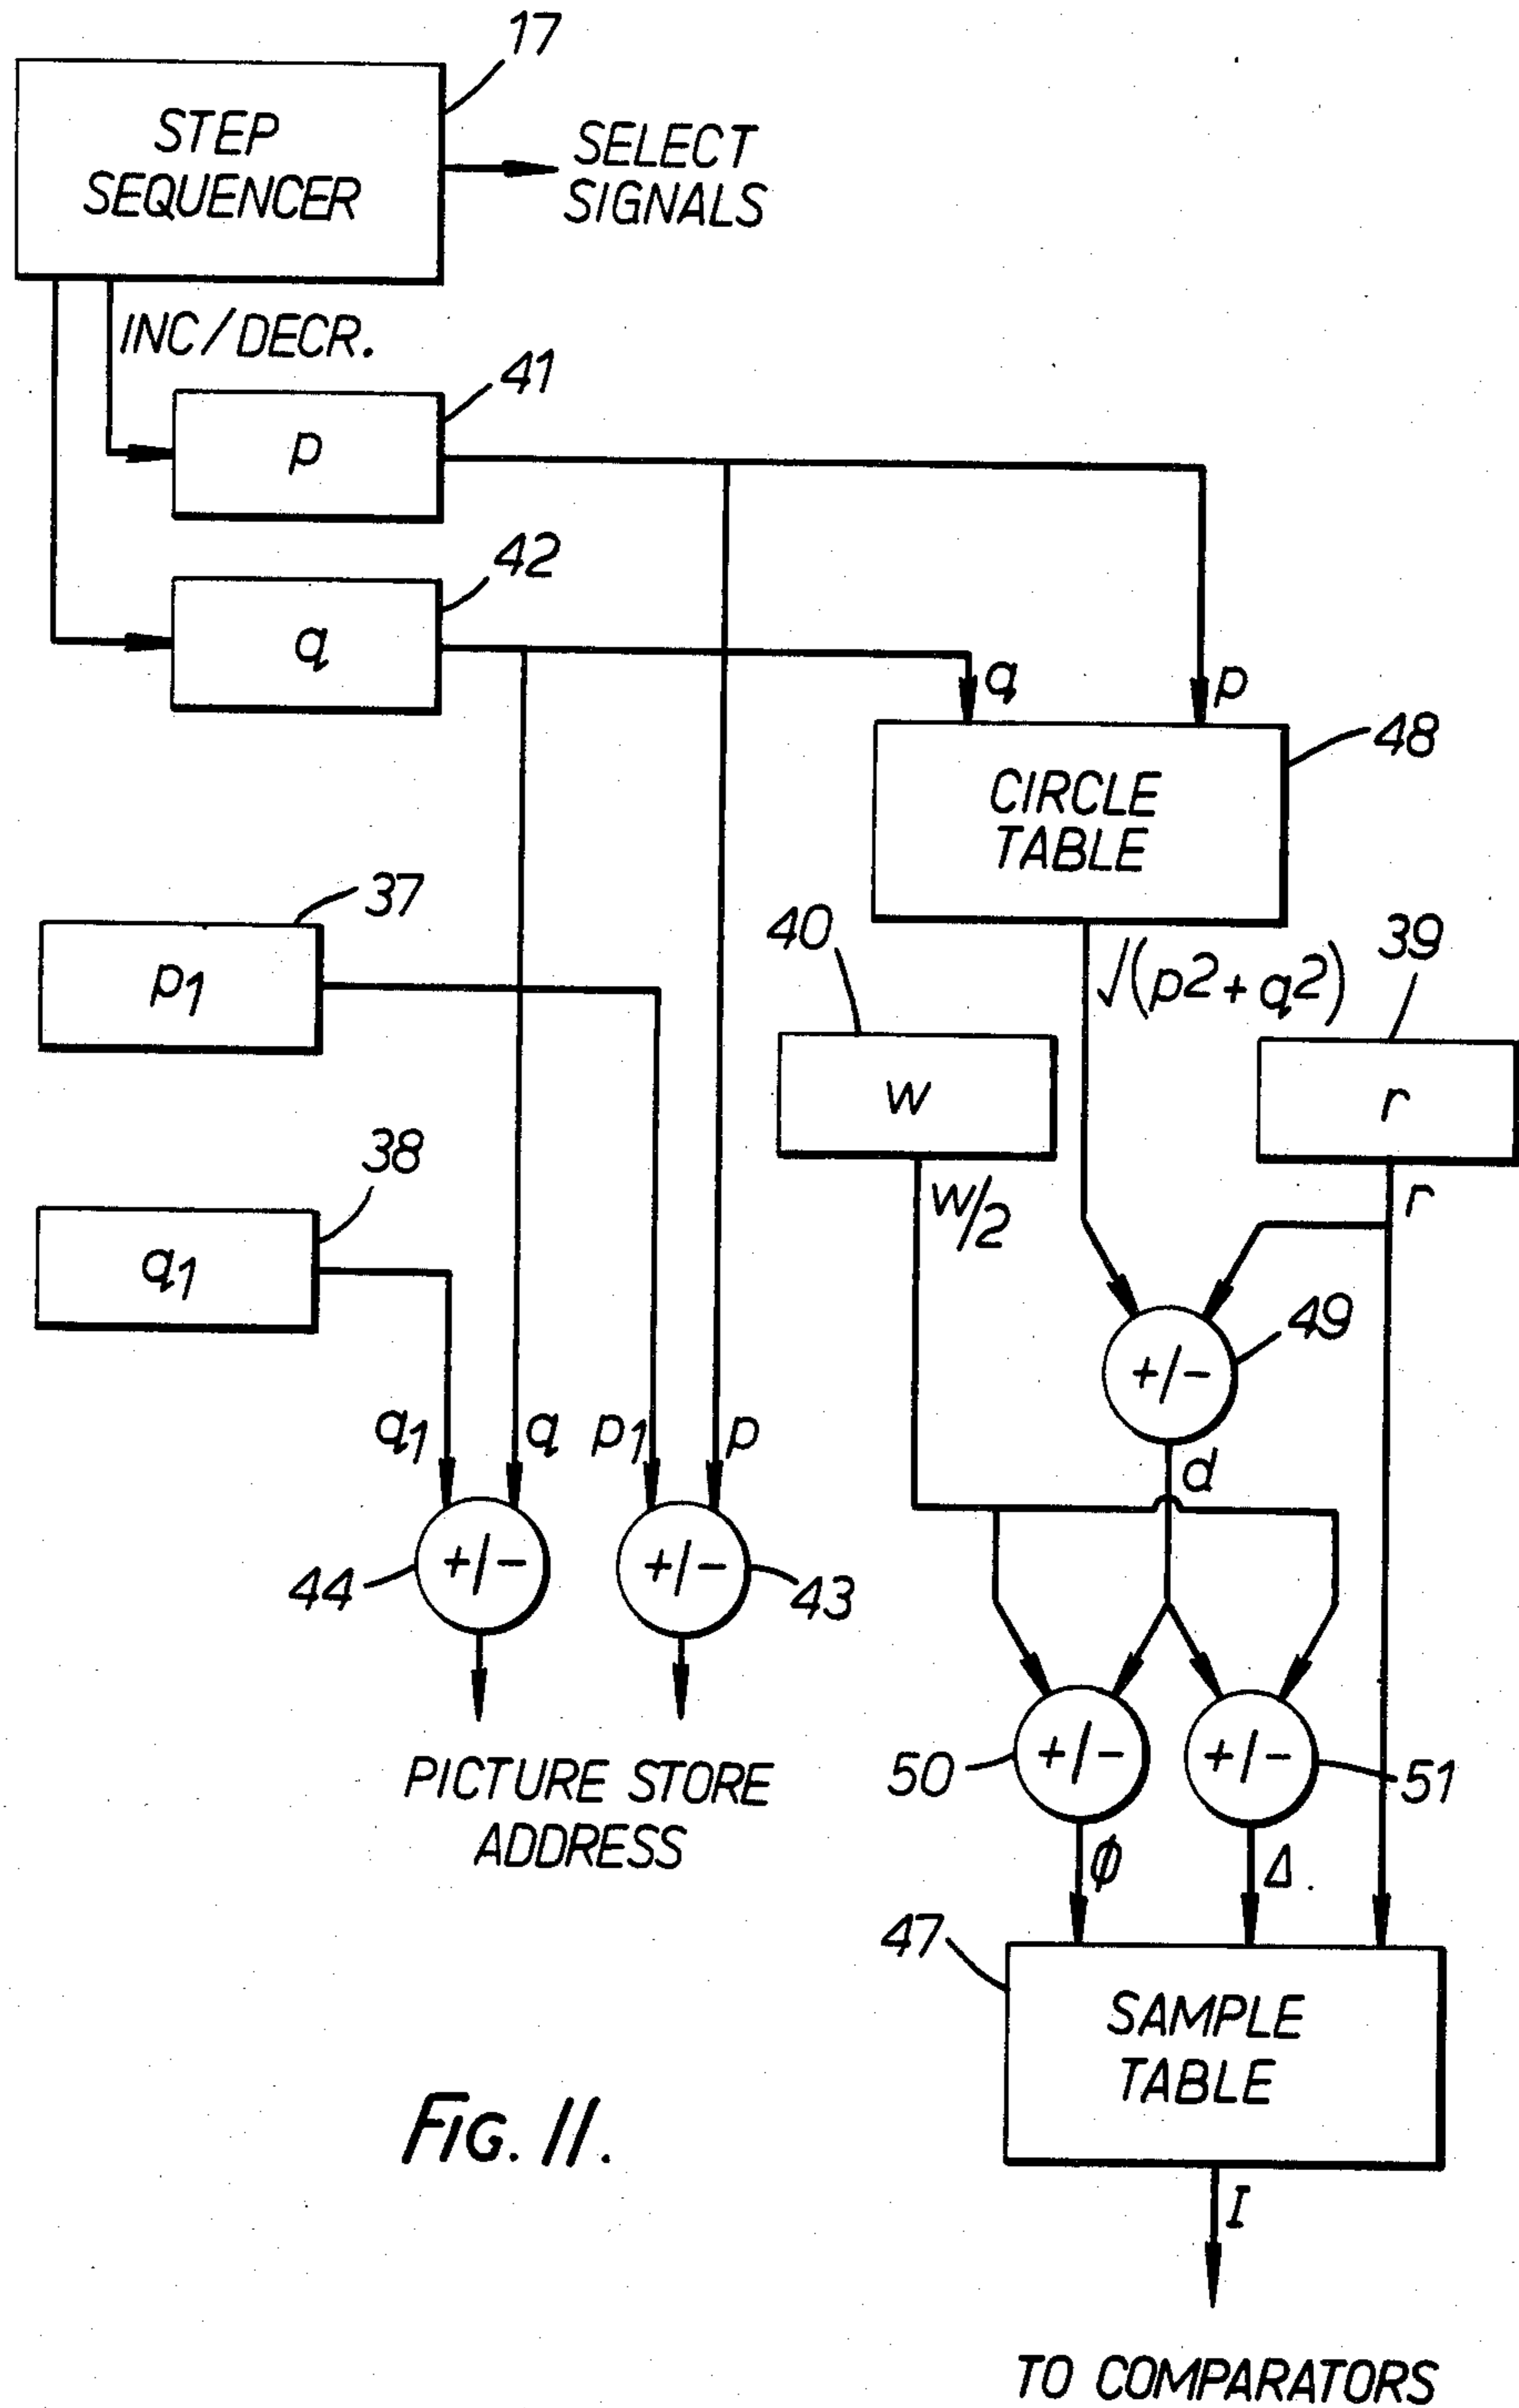 17
STEP
SEQUENCER
SELECT
SIGNALS
INC/DECR.
41
p
42
q
q
p
48
CIRCLE
TABLE
37
p1
40
√(p2+q2)
39
w
r
38
w/2
r
q1
49
+/-
q1
q
p1
p
d
44
+/-
+/-
43
50
+/-
+/-
51
PICTURE STORE
ADDRESS
ϕ
Δ.
47
SAMPLE
TABLE
FIG. 11.
I
TO COMPARATORS